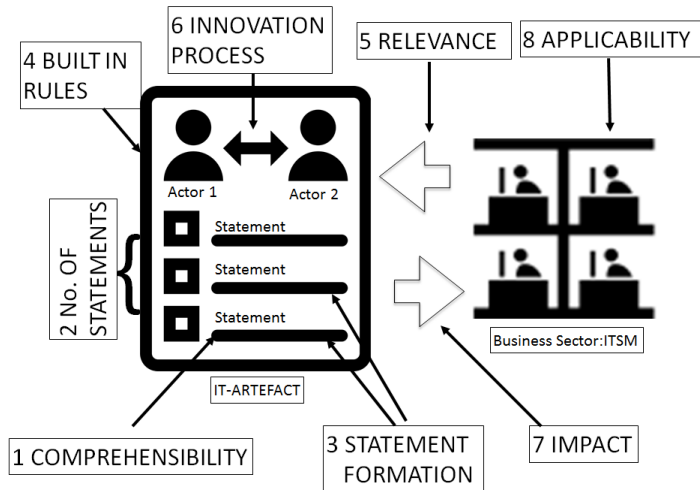 6 INNOVATION
PROCESS
5 RELEVANCE
8 APPLICABILITY
4 BUILT IN
RULES
Actor 1
Actor 2
2 No. OF
STATEMENTS
Statement
Statement
Statement
Business Sector:ITSM
IT-ARTEFACT
1 COMPREHENSIBILITY
3 STATEMENT
FORMATION
7 IMPACT